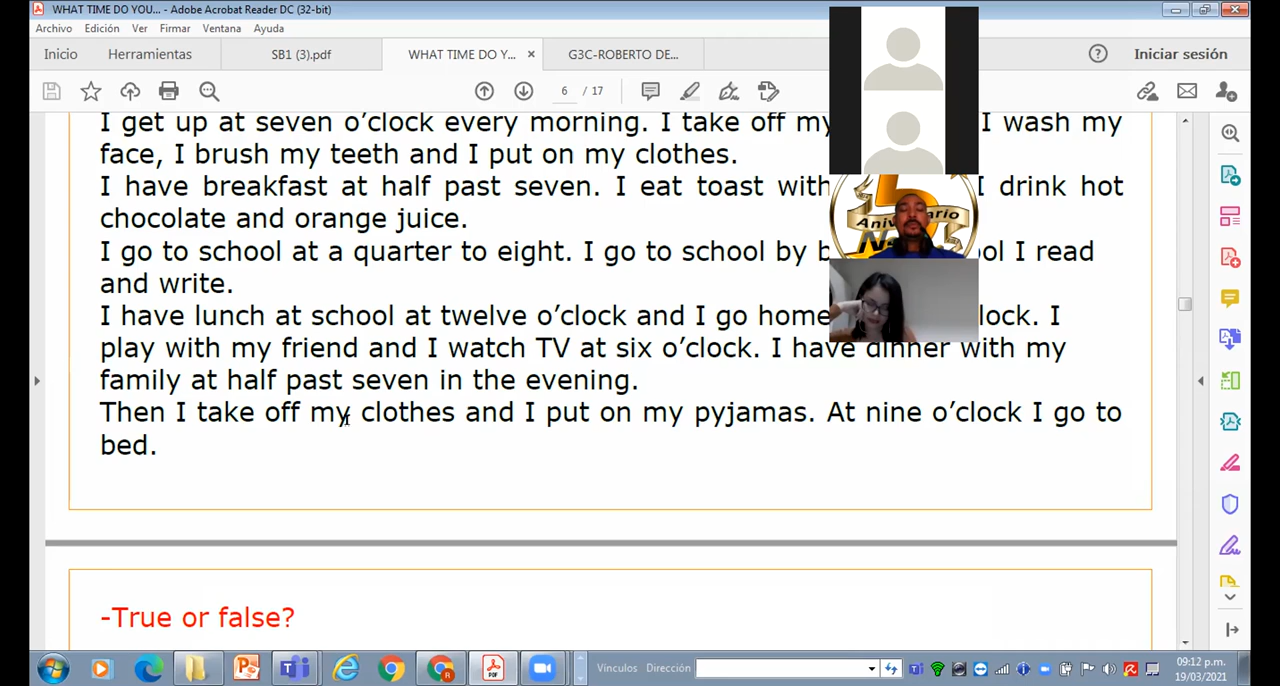 WHAT TIME DO YOU... - Adobe Acrobat Reader DC (32-bit)
Archivo Edición Ver Firmar Ventana Ayuda
Inicio Herramientas SB1 (3).pdf WHAT TIME DO Y... × G3C-ROBERTO DE... Iniciar sesión
6 / 17
I get up at seven o’clock every morning. I take off my I wash my
face, I brush my teeth and I put on my clothes.
I have breakfast at half past seven. I eat toast with I drink hot
chocolate and orange juice.
Aniversario
I go to school at a quarter to eight. I go to school by I read
and write.
I have lunch at school at twelve o’clock and I go home I
play with my friend and I watch TV at six o’clock. I have dinner with my
family at half past seven in the evening.
Then I take off my clothes and I put on my pyjamas. At nine o’clock I go to
bed.
-True or false?
Vínculos Dirección 09:12 p.m.
19/03/2021